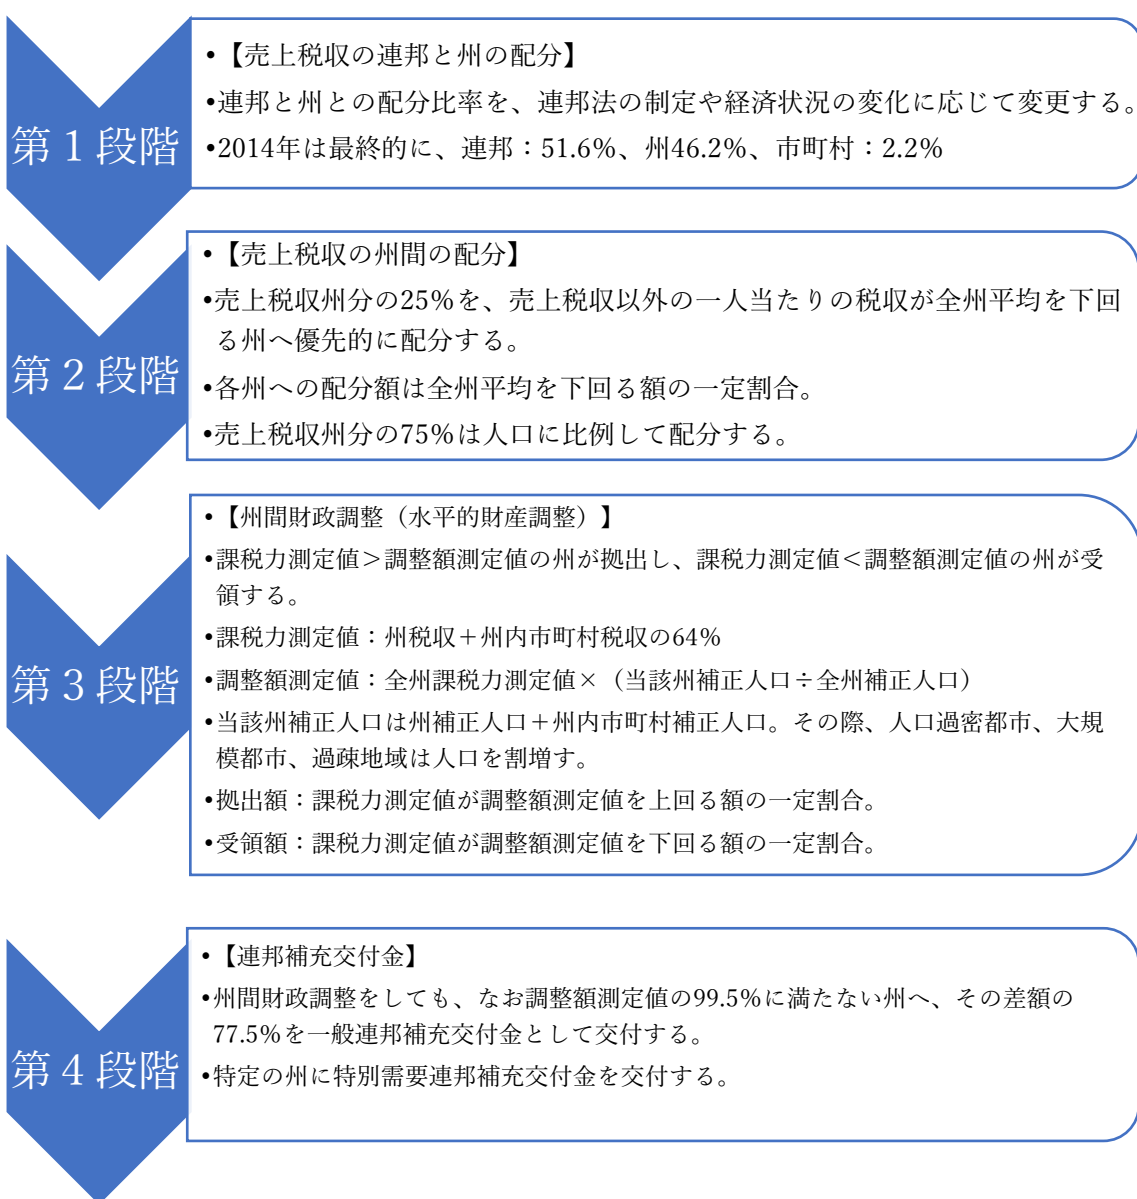 第１段階
•【売上税収の連邦と州の配分】
•連邦と州との配分比率を、連邦法の制定や経済状況の変化に応じて変更する。
•2014年は最終的に、連邦：51.6%、州46.2%、市町村：2.2%
第２段階
•【売上税収の州間の配分】
•売上税収州分の25%を、売上税収以外の一人当たりの税収が全州平均を下回
る州へ優先的に配分する。
•各州への配分額は全州平均を下回る額の一定割合。
•売上税収州分の75%は人口に比例して配分する。
第３段階
•【州間財政調整（水平的財産調整）】
•課税力測定値＞調整額測定値の州が拠出し、課税力測定値＜調整額測定値の州が受
領する。
•課税力測定値：州税収＋州内市町村税収の64%
•調整額測定値：全州課税力測定値×（当該州補正人口÷全州補正人口）
•当該州補正人口は州補正人口＋州内市町村補正人口。その際、人口過密都市、大規
模都市、過疎地域は人口を割増す。
•拠出額：課税力測定値が調整額測定値を上回る額の一定割合。
•受領額：課税力測定値が調整額測定値を下回る額の一定割合。
第４段階
•【連邦補充交付金】
•州間財政調整をしても、なお調整額測定値の99.5%に満たない州へ、その差額の
77.5%を一般連邦補充交付金として交付する。
•特定の州に特別需要連邦補充交付金を交付する。